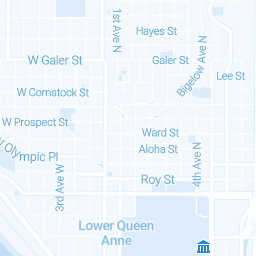 1st Ave N
Hayes St
W Galer St
Galer St
Bigelow Ave N
Lee St
W Comstock St
W Prospect St
Ward St
Aloha St
Olympic Pl
3rd Ave W
Roy St
4th Ave N
Lower Queen
Anne